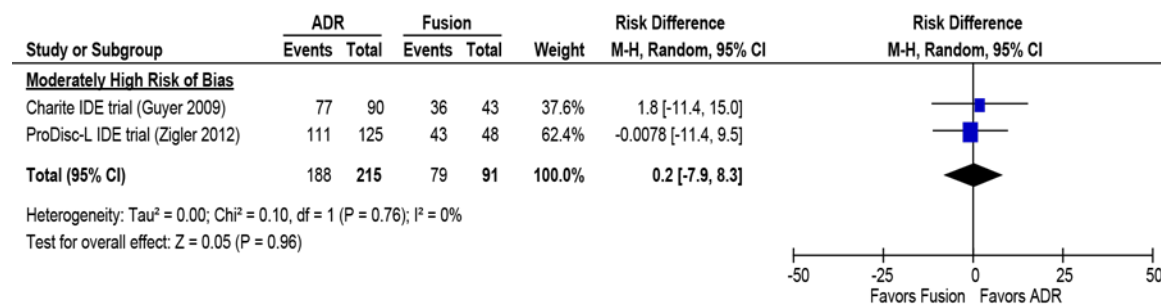 ADR Fusion Risk Difference Risk Difference
Study or Subgroup Events Total Events Total Weight M-H, Random, 95% CI M-H, Random, 95% CI
Moderately High Risk of Bias
Charite IDE trial (Guyer 2009) 77 90 36 43 37.6% 1.8 [-11.4, 15.0]
ProDisc-L IDE trial (Zigler 2012) 111 125 43 48 62.4% -0.0078 [-11.4, 9.5]
Total (95% CI) 188 215 79 91 100.0% 0.2 [-7.9, 8.3]
Heterogeneity: Tau² = 0.00; Chi² = 0.10, df = 1 (P = 0.76); I² = 0%
Test for overall effect: Z = 0.05 (P = 0.96)
-50 -25 0 25 50
Favors Fusion Favors ADR